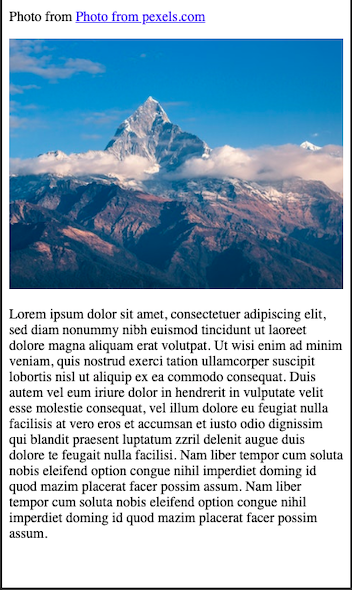 Photo from Photo from pexels.com
Lorem ipsum dolor sit amet, consectetuer adipiscing elit,
sed diam nonummy nibh euismod tincidunt ut laoreet
dolore magna aliquam erat volutpat. Ut wisi enim ad minim
veniam, quis nostrud exerci tation ullamcorper suscipit
lobortis nisl ut aliquip ex ea commodo consequat. Duis
autem vel eum iriure dolor in hendrerit in vulputate velit
esse molestie consequat, vel illum dolore eu feugiat nulla
facilisis at vero eros et accumsan et iusto odio dignissim
qui blandit praesent luptatum zzril delenit augue duis
dolore te feugait nulla facilisi. Nam liber tempor cum soluta
nobis eleifend option congue nihil imperdiet doming id
quod mazim placerat facer possim assum. Nam liber
tempor cum soluta nobis eleifend option congue nihil
imperdiet doming id quod mazim placerat facer possim
assum.